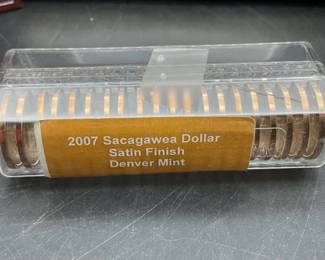 2007 Sacagawea Dollar
Satin Finish
Denver Mint